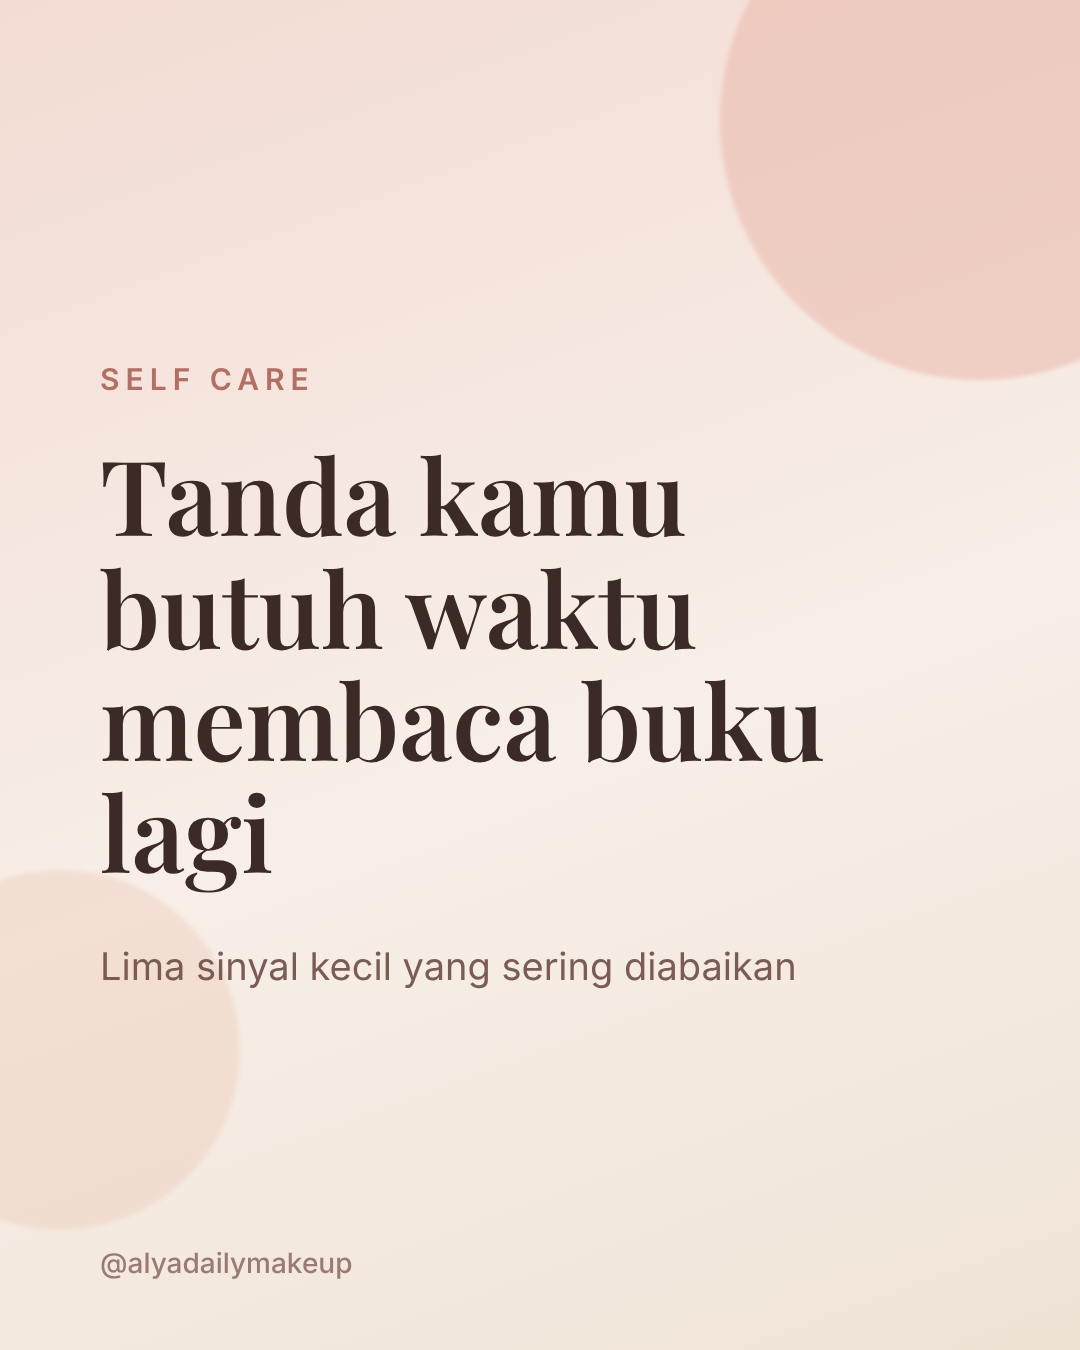 SELF CARE
Tanda kamu
butuh waktu
membaca buku
lagi
Lima sinyal kecil yang sering diabaikan
@alyadailymakeup